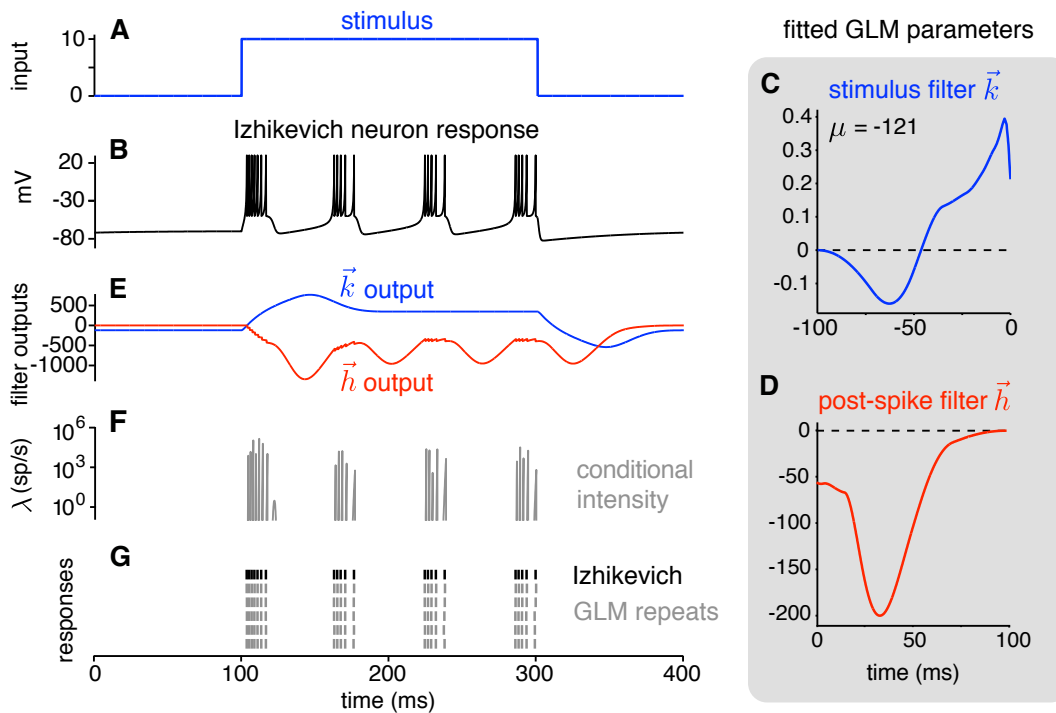 A
stimulus
input
10
0
B
Izhikevich neuron response
mV
20
-30
-80
E
k output
h output
filter outputs
500
0
-500
-1000
F
λ (sp/s)
10^6
10^3
10^0
conditional
intensity
G
responses
Izhikevich
GLM repeats
0 100 200 300 400
time (ms)
fitted GLM parameters
C
stimulus filter k
μ = -121
0.4
0.3
0.2
0.1
0
-0.1
-100 -50 0
D
post-spike filter h
0
-50
-100
-150
-200
0 50 100
time (ms)